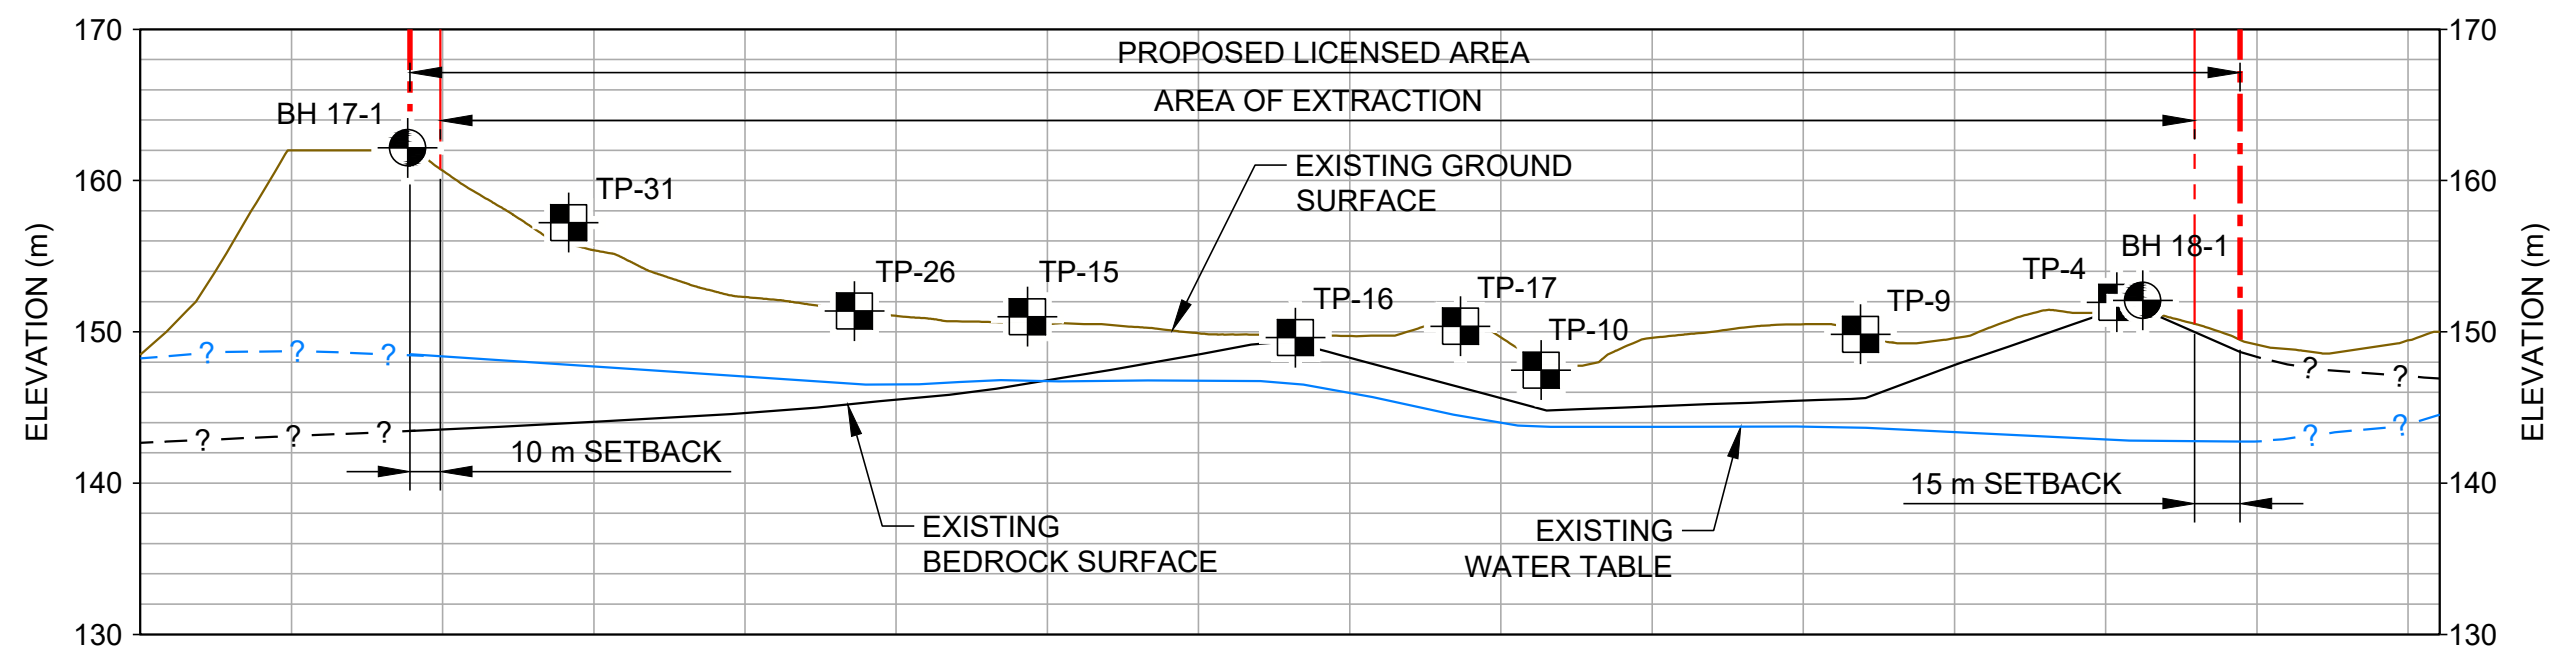 170
170
PROPOSED LICENSED AREA
AREA OF EXTRACTION
BH 17-1
EXISTING GROUND
SURFACE
160
160
TP-31
ELEVATION (m)
ELEVATION (m)
BH 18-1
TP-4
TP-26
TP-15
TP-16
TP-17
TP-9
TP-10
150
150
? ? ?
? ?
? ? ?
? ?
10 m SETBACK
15 m SETBACK
140
140
EXISTING
BEDROCK SURFACE
EXISTING
WATER TABLE
130
130